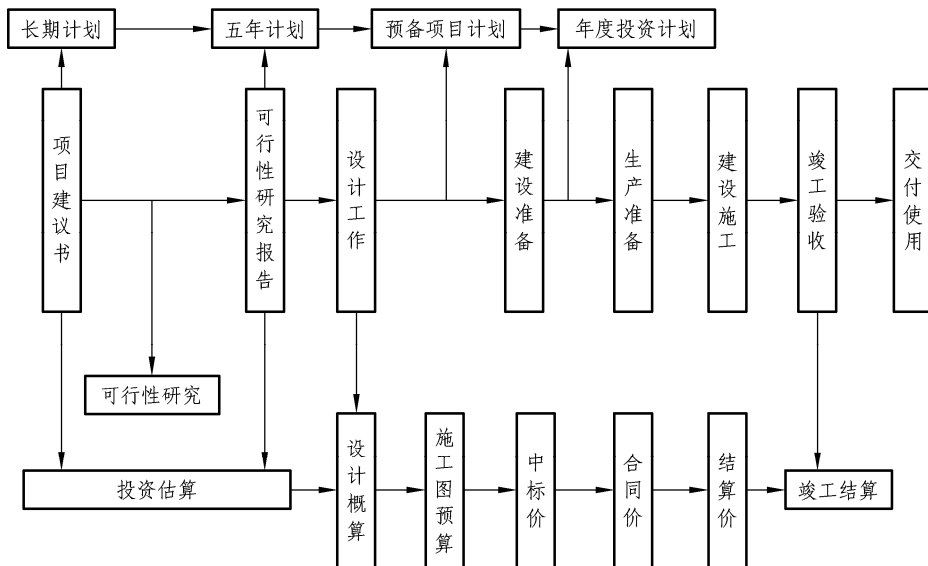 长期计划
五年计划
预备项目计划
年度投资计划
项目建议书
可行性研究报告
设计工作
建设准备
生产准备
建设施工
竣工验收
交付使用
可行性研究
投资估算
设计概算
施工图预算
中标价
合同价
结算价
竣工结算